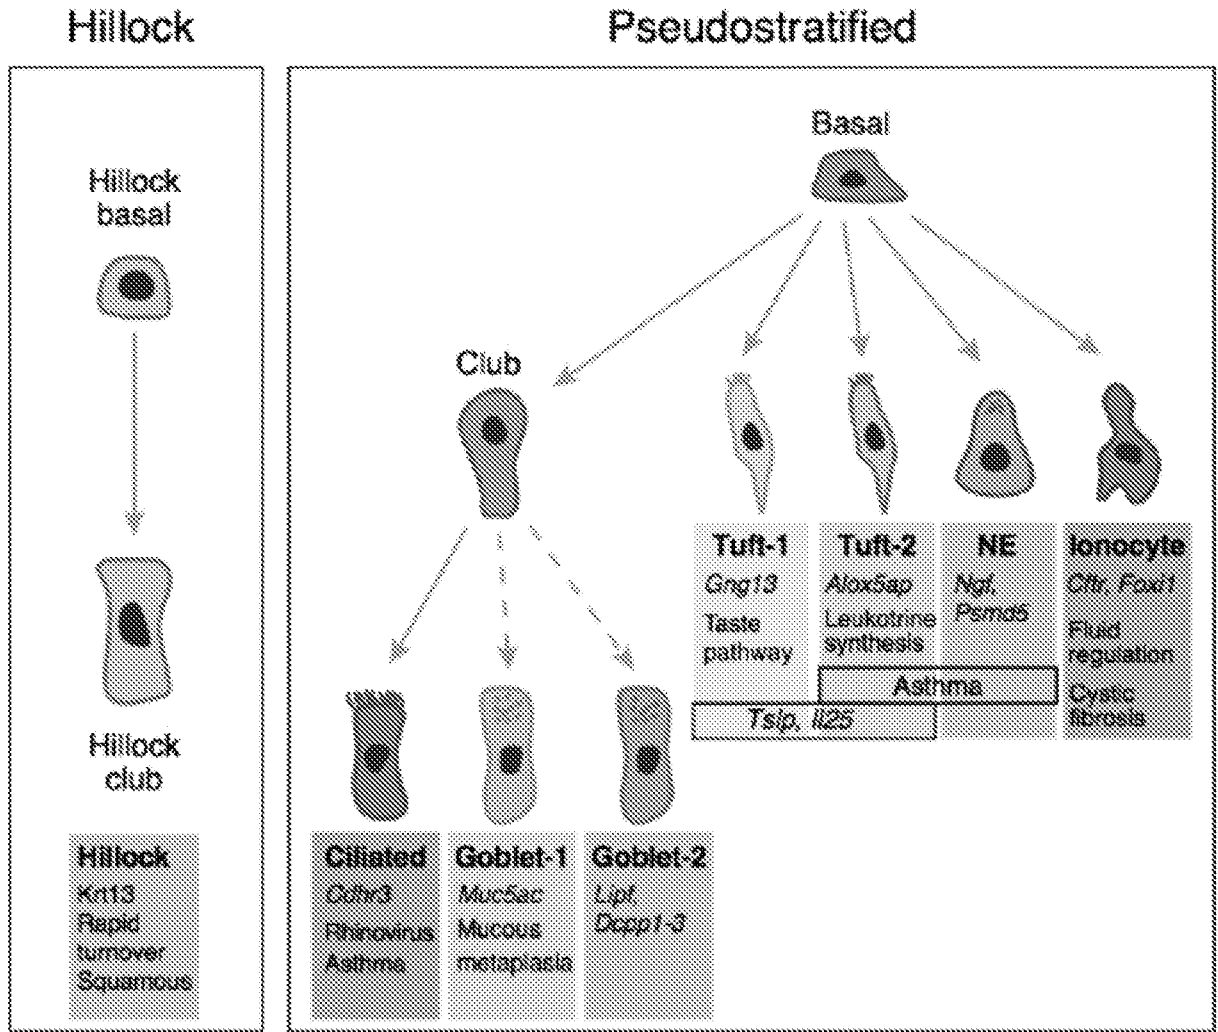 Hillock
Pseudostratified
Hillock
basal
Hillock
club
Hillock
Krt13
Rapid
turnover
Squamous
Basal
Club
Tuft-1
Gng13
Taste
pathway
Tuft-2
Alox5ap
Leukotrine
synthesis
NE
Ngf,
Psmd5
Ionocyte
Cftr, Foxi1
Fluid
regulation
Cystic
fibrosis
Asthma
Tslp, Il25
Ciliated
Cdhr3
Rhinovirus
Asthma
Goblet-1
Muc5ac
Mucous
metaplasia
Goblet-2
Lipf,
Dcpp1-3